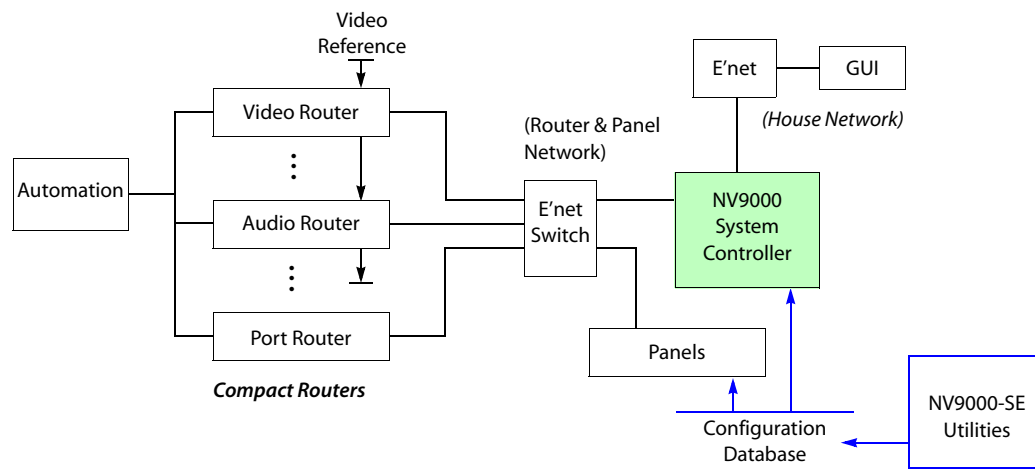 Video
Reference
E'net
GUI
Video Router
(House Network)
(Router & Panel
Network)
Automation
NV9000
System
Controller
E'net
Switch
Audio Router
Port Router
Panels
Compact Routers
NV9000-SE
Utilities
Configuration
Database